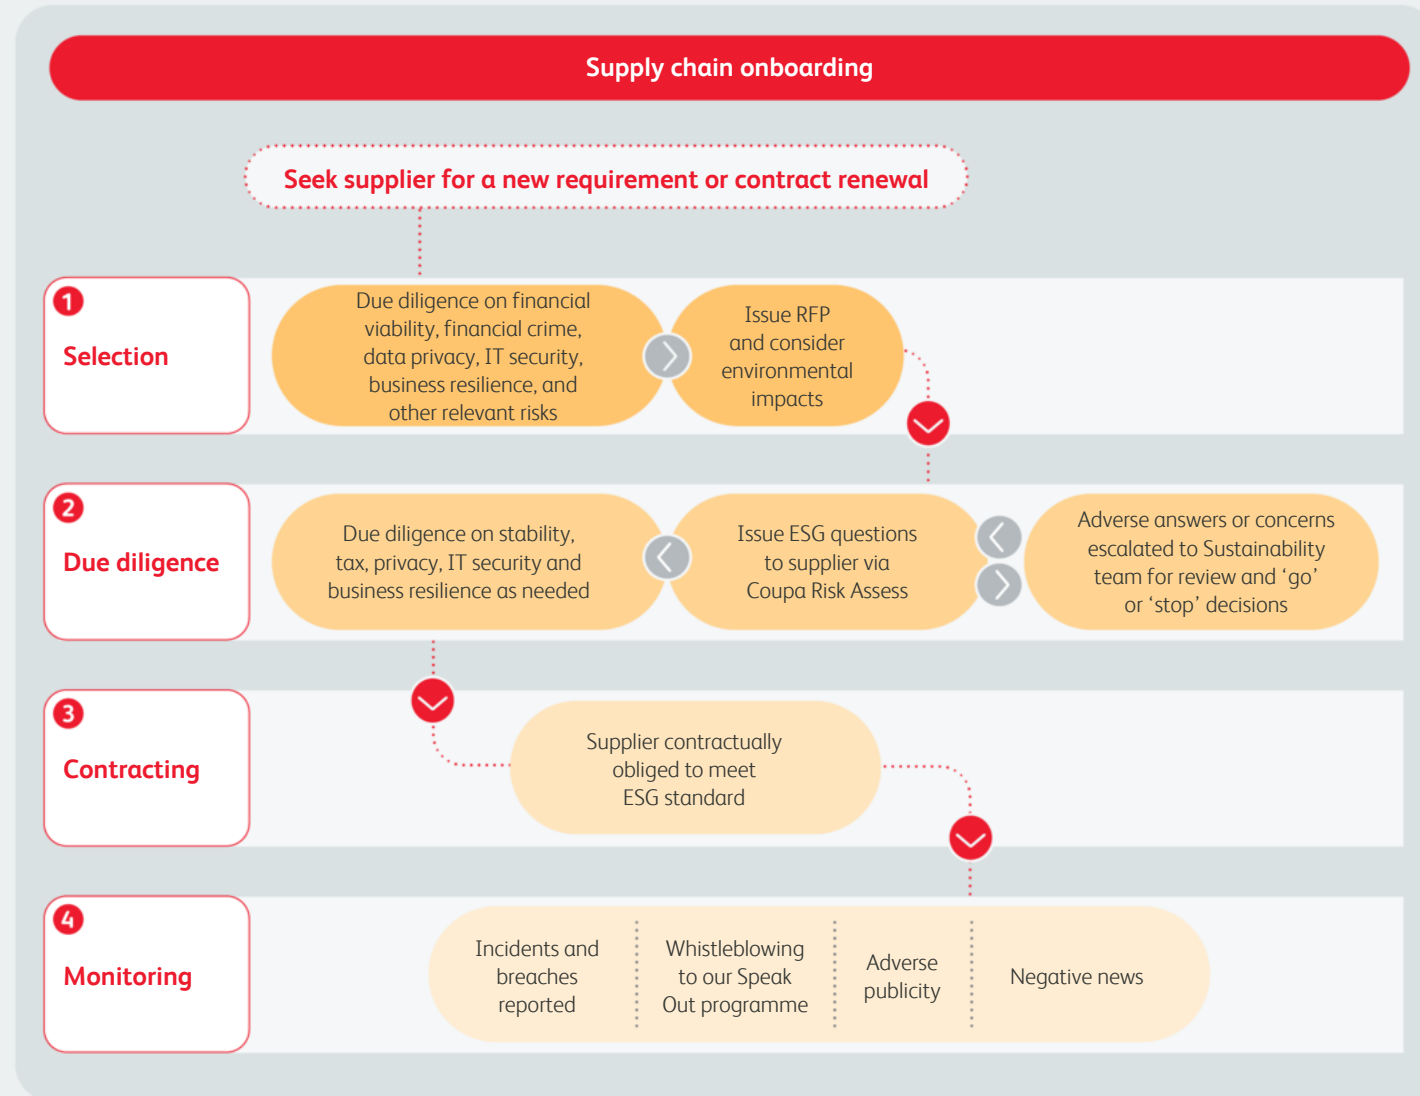 Supply chain onboarding
Seek supplier for a new requirement or contract renewal
1
Selection
Due diligence on financial
viability, financial crime,
data privacy, IT security,
business resilience, and
other relevant risks
Issue RFP
and consider
environmental
impacts
2
Due diligence
Due diligence on stability,
tax, privacy, IT security and
business resilience as needed
Issue ESG questions
to supplier via
Coupa Risk Assess
Adverse answers or concerns
escalated to Sustainability
team for review and ‘go’
or ‘stop’ decisions
3
Contracting
Supplier contractually
obliged to meet
ESG standard
4
Monitoring
Incidents and
breaches
reported
Whistleblowing
to our Speak
Out programme
Adverse
publicity
Negative news